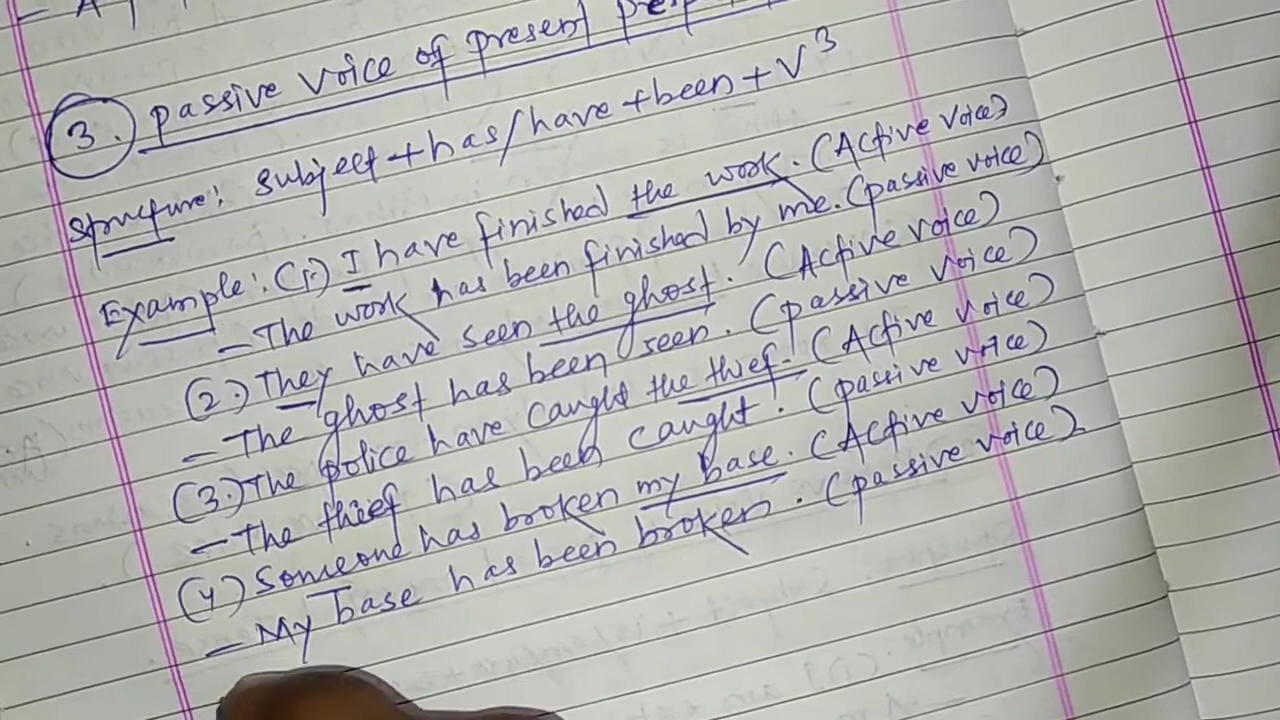 3. Passive voice of present
Structure: Subject + has/have + been + V3
Example: (1.) I have finished the work. (Active voice)
- The work has been finished by me. (passive voice)
(2.) They have seen the ghost. (Active voice)
- The ghost has been seen. (passive voice)
(3.) The police have caught the thief. (Active voice)
- The thief has been caught. (passive voice)
(4) Someone has broken my base. (Active voice)
- My base has been broken. (passive voice)